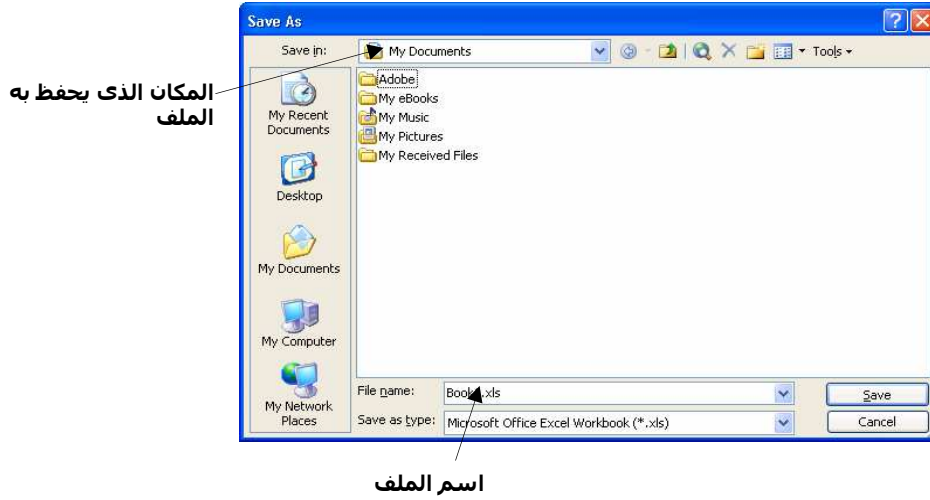 Save As
Save in:
My Documents
Tools
المكان الذى يحفظ به
الملف
My Recent
Documents
Desktop
My Documents
My Computer
My Network
Places
Adobe
My eBooks
My Music
My Pictures
My Received Files
File name:
.xls
Save
Save as type:
Microsoft Office Excel Workbook (*.xls)
Cancel
اسم الملف